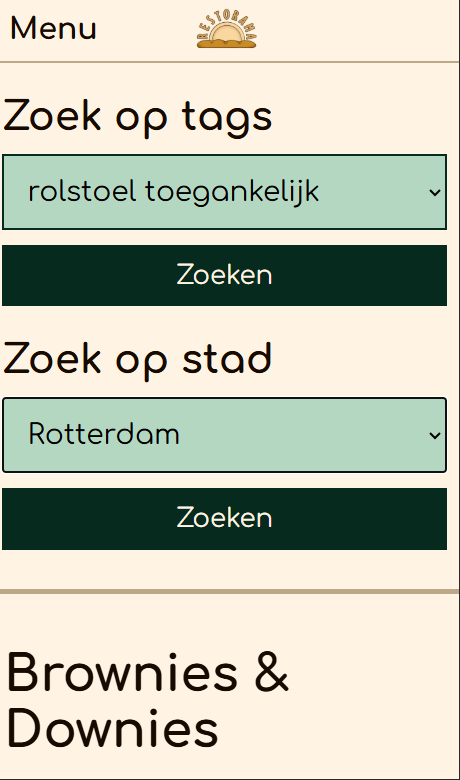 Menu
RESTORAMA
Zoek op tags
rolstoel toegankelijk
Zoeken
Zoek op stad
Rotterdam
Zoeken
Brownies &
Downies